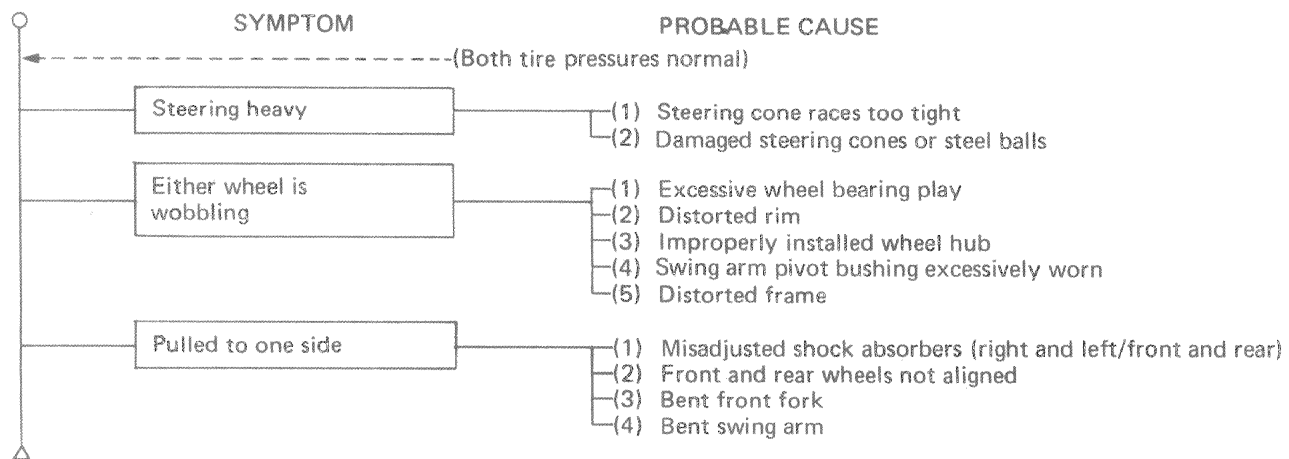 SYMPTOM PROBABLE CAUSE
(Both tire pressures normal)
Steering heavy
(1) Steering cone races too tight
(2) Damaged steering cones or steel balls
Either wheel is
wobbling
(1) Excessive wheel bearing play
(2) Distorted rim
(3) Improperly installed wheel hub
(4) Swing arm pivot bushing excessively worn
(5) Distorted frame
Pulled to one side
(1) Misadjusted shock absorbers (right and left/front and rear)
(2) Front and rear wheels not aligned
(3) Bent front fork
(4) Bent swing arm